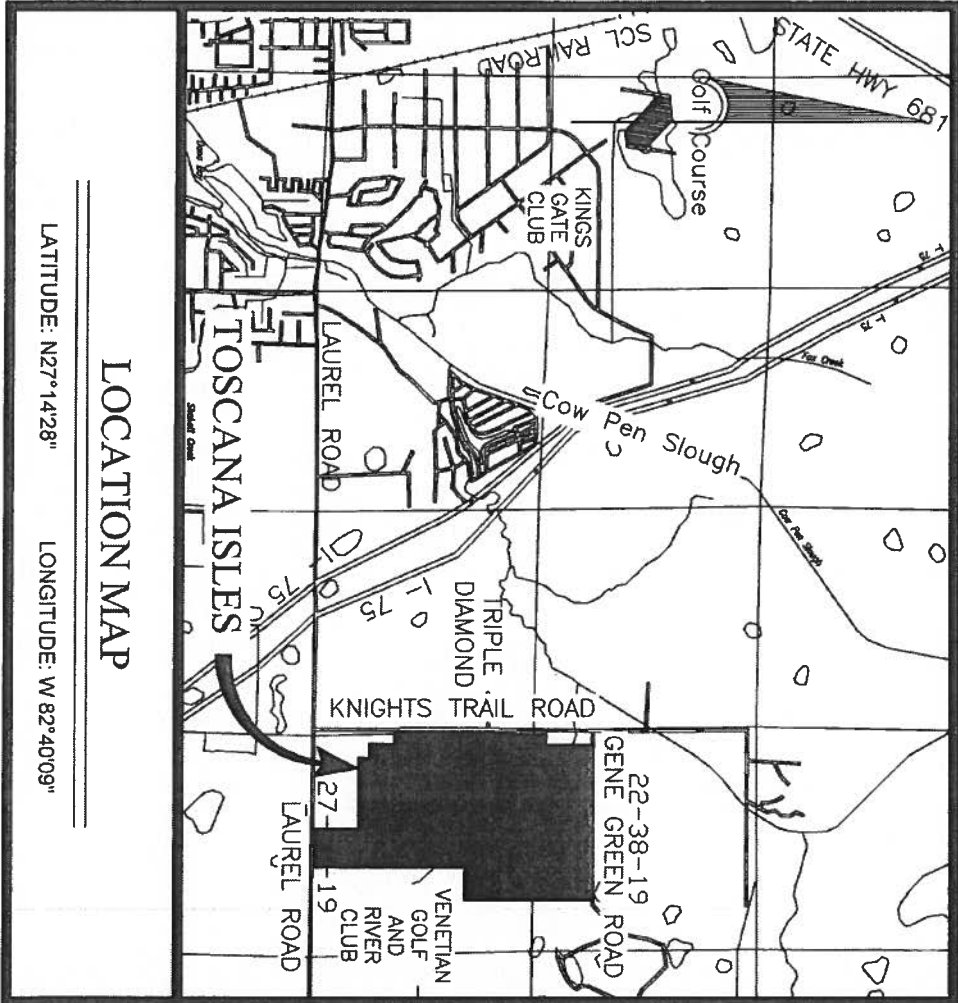 STATE HWY 681
SCL RAILROAD
Golf Course
KINGS
GATE
CLUB
I 75
I 75
Fox Creek
Cow Pen Slough
Cow Pen Slough
LAUREL ROAD
TOSCANA ISLES
I 75
I 75
TRIPLE
DIAMOND
KNIGHTS TRAIL ROAD
22-38-19
GENE GREEN ROAD
27-
-19
LAUREL ROAD
VENETIAN
GOLF
AND
RIVER
CLUB
LOCATION MAP
LATITUDE: N27°14'28"
LONGITUDE: W 82°40'09"